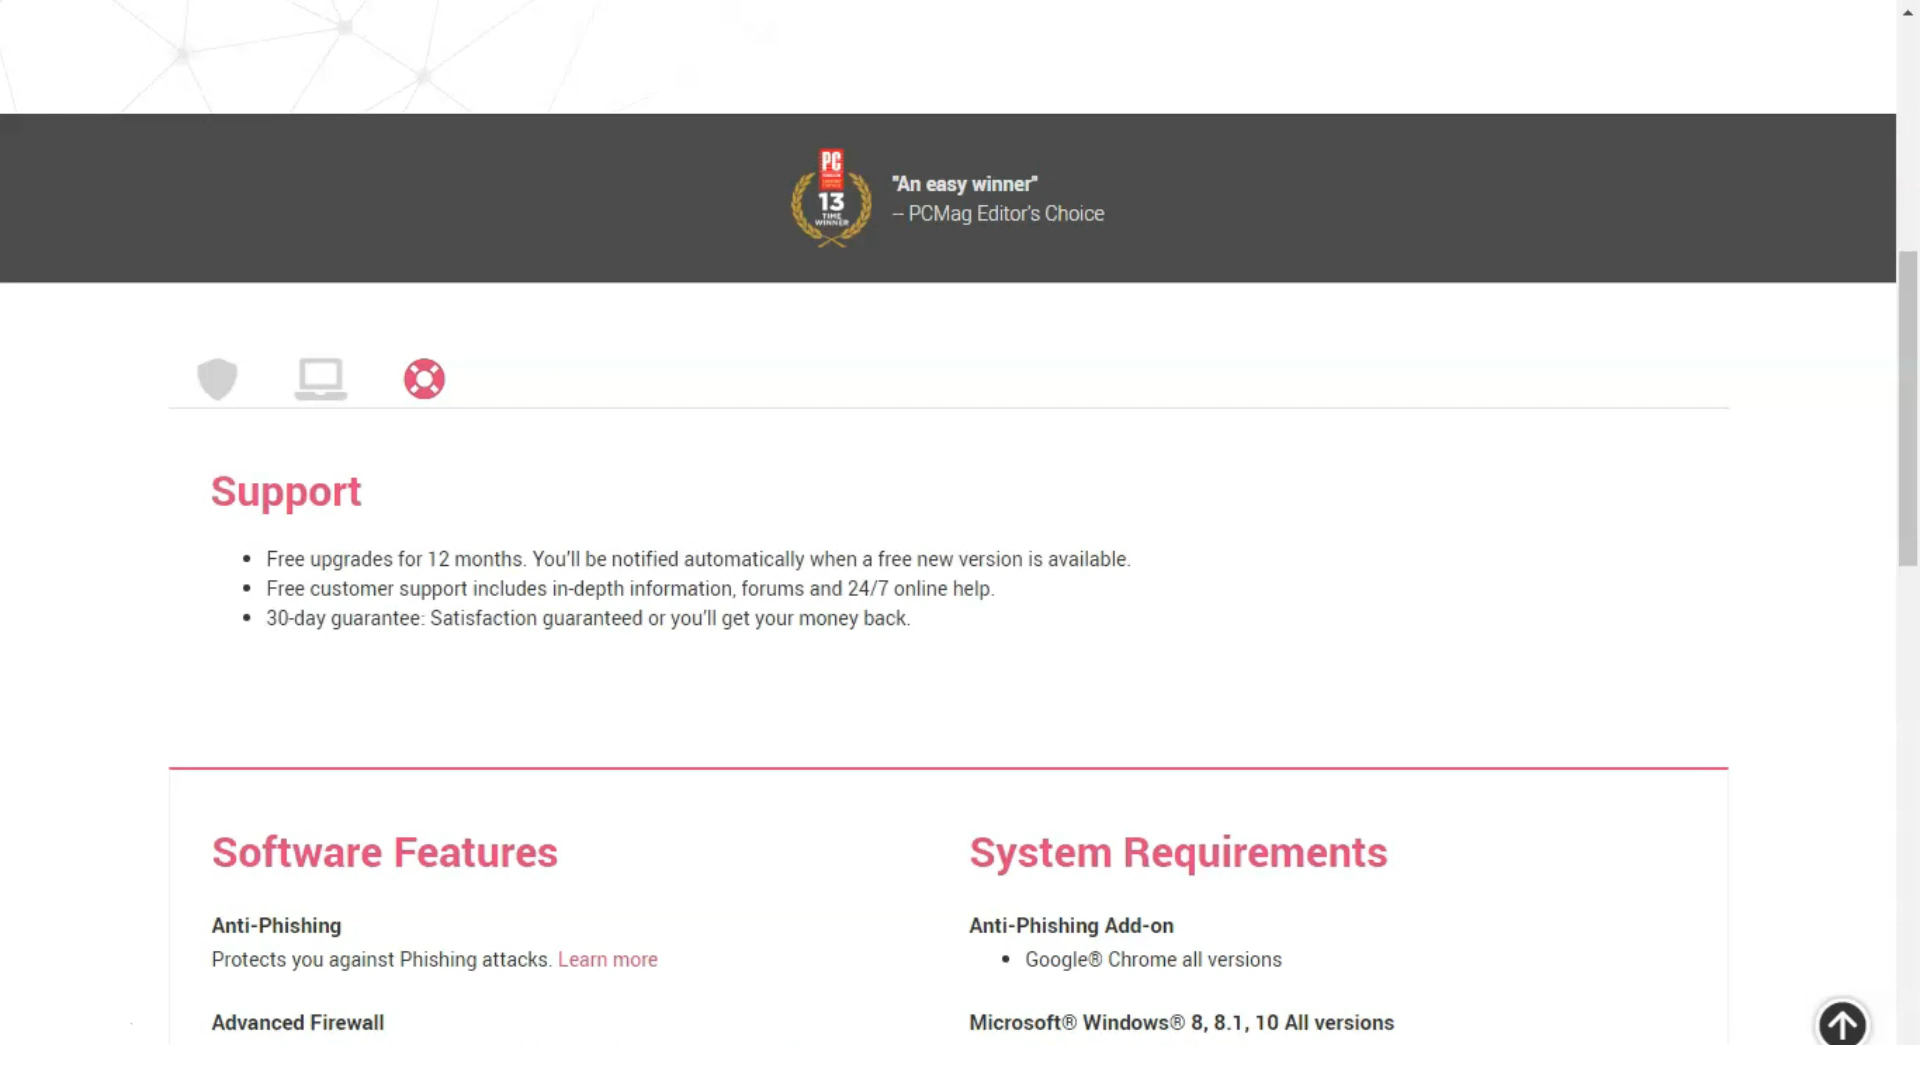 PC
13
TIME
WINNER
"An easy winner"
-- PCMag Editor's Choice
Support
• Free upgrades for 12 months. You'll be notified automatically when a free new version is available.
• Free customer support includes in-depth information, forums and 24/7 online help.
• 30-day guarantee: Satisfaction guaranteed or you'll get your money back.
Software Features
Anti-Phishing
Protects you against Phishing attacks. Learn more
Advanced Firewall
System Requirements
Anti-Phishing Add-on
• Google® Chrome all versions
Microsoft® Windows® 8, 8.1, 10 All versions